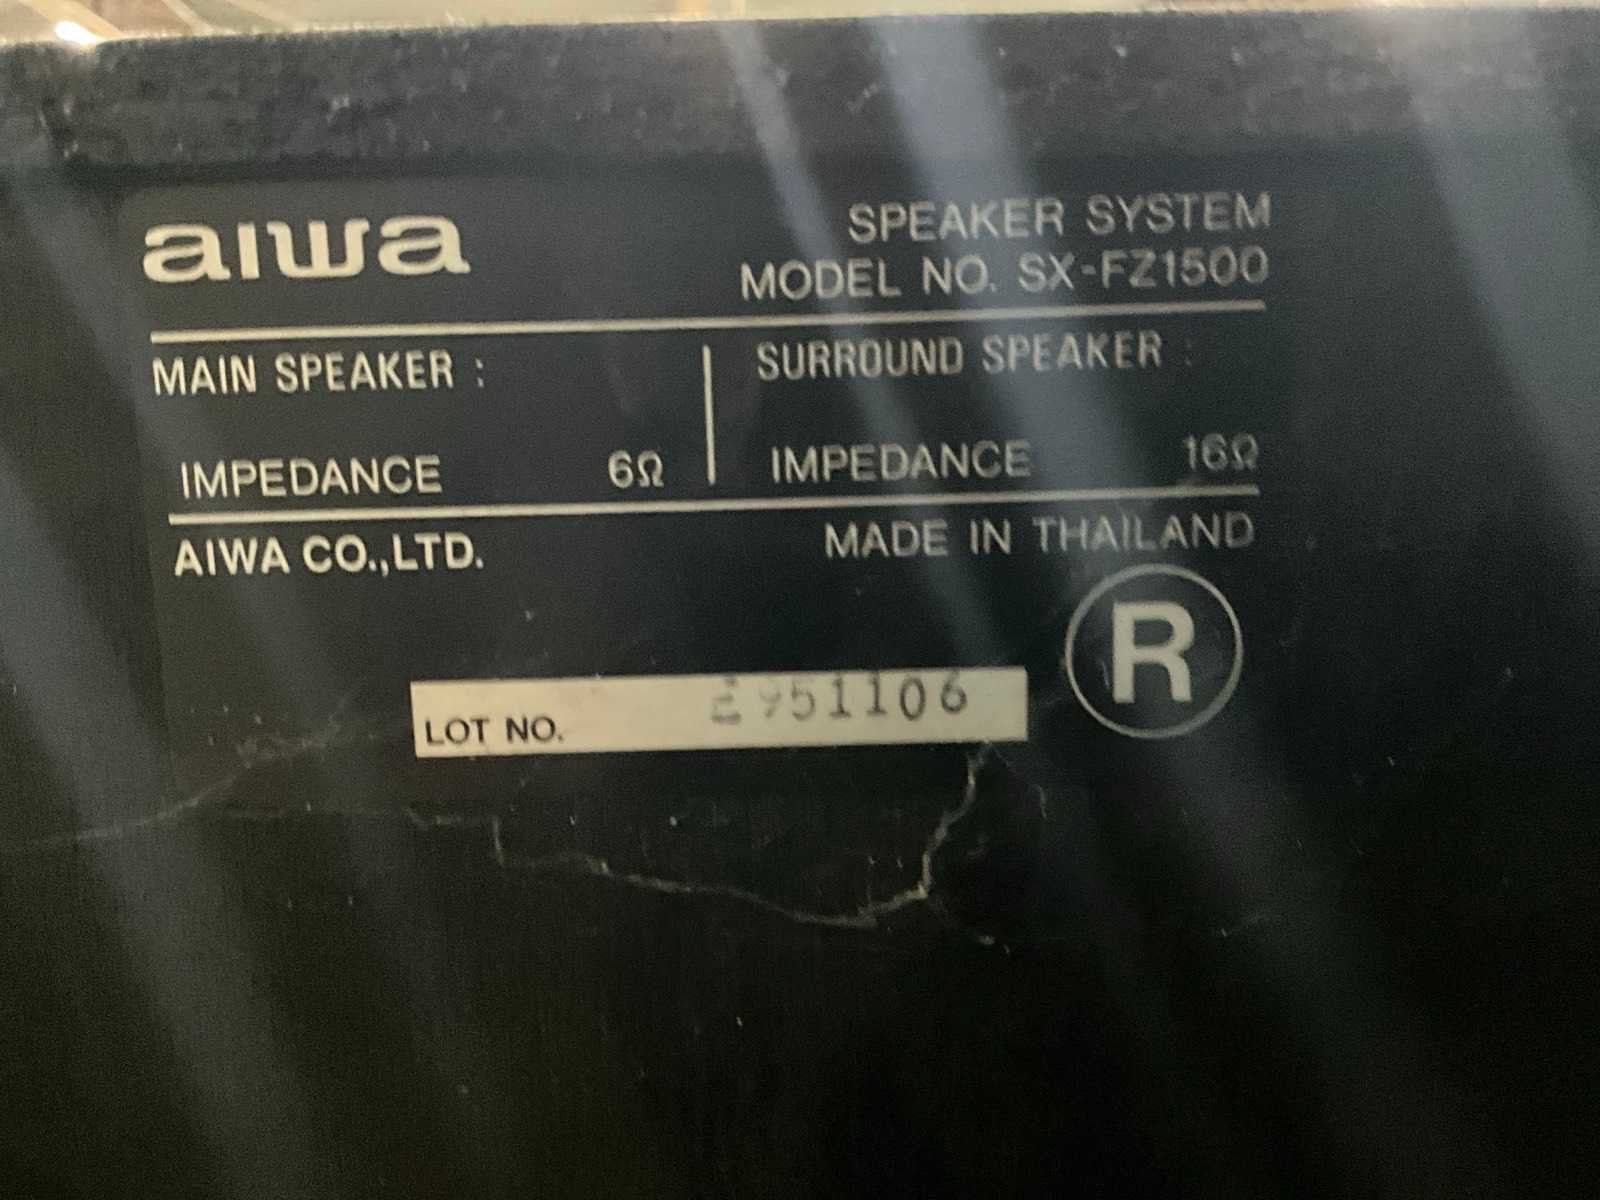 aiwa
SPEAKER SYSTEM
MODEL NO. SX-FZ1500
MAIN SPEAKER :
IMPEDANCE 6Ω
SURROUND SPEAKER :
IMPEDANCE 16Ω
AIWA CO.,LTD.
MADE IN THAILAND
R
LOT NO. E951106